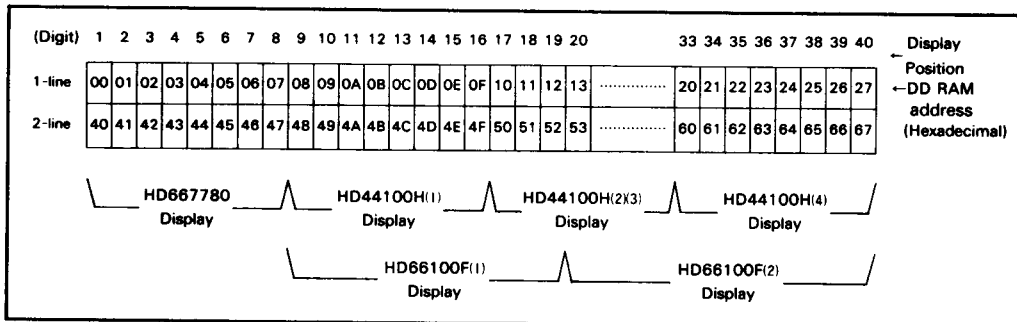 (Digit) 1 2 3 4 5 6 7 8 9 10 11 12 13 14 15 16 17 18 19 20 33 34 35 36 37 38 39 40 Display
← Position
1-line 00 01 02 03 04 05 06 07 08 09 0A 0B 0C 0D 0E 0F 10 11 12 13 ............... 20 21 22 23 24 25 26 27 ←DD RAM
address
2-line 40 41 42 43 44 45 46 47 48 49 4A 4B 4C 4D 4E 4F 50 51 52 53 ............... 60 61 62 63 64 65 66 67 (Hexadecimal)
HD667780 HD44100H(1) HD44100H(2)(3) HD44100H(4)
Display Display Display Display
HD66100F(1) HD66100F(2)
Display Display